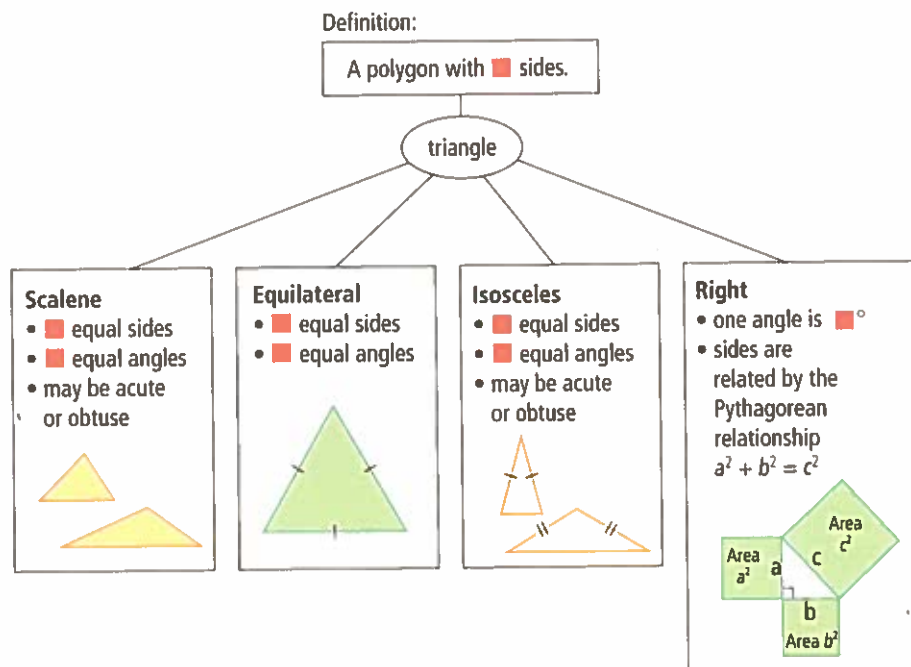 Definition:
A polygon with ■ sides.
triangle
Scalene
• ■ equal sides
• ■ equal angles
• may be acute
or obtuse
Equilateral
• ■ equal sides
• ■ equal angles
Isosceles
• ■ equal sides
• ■ equal angles
• may be acute
or obtuse
Right
• one angle is ■°
• sides are
related by the
Pythagorean
relationship
a² + b² = c²
Area
c²
Area
a²
a
c
b
Area b²